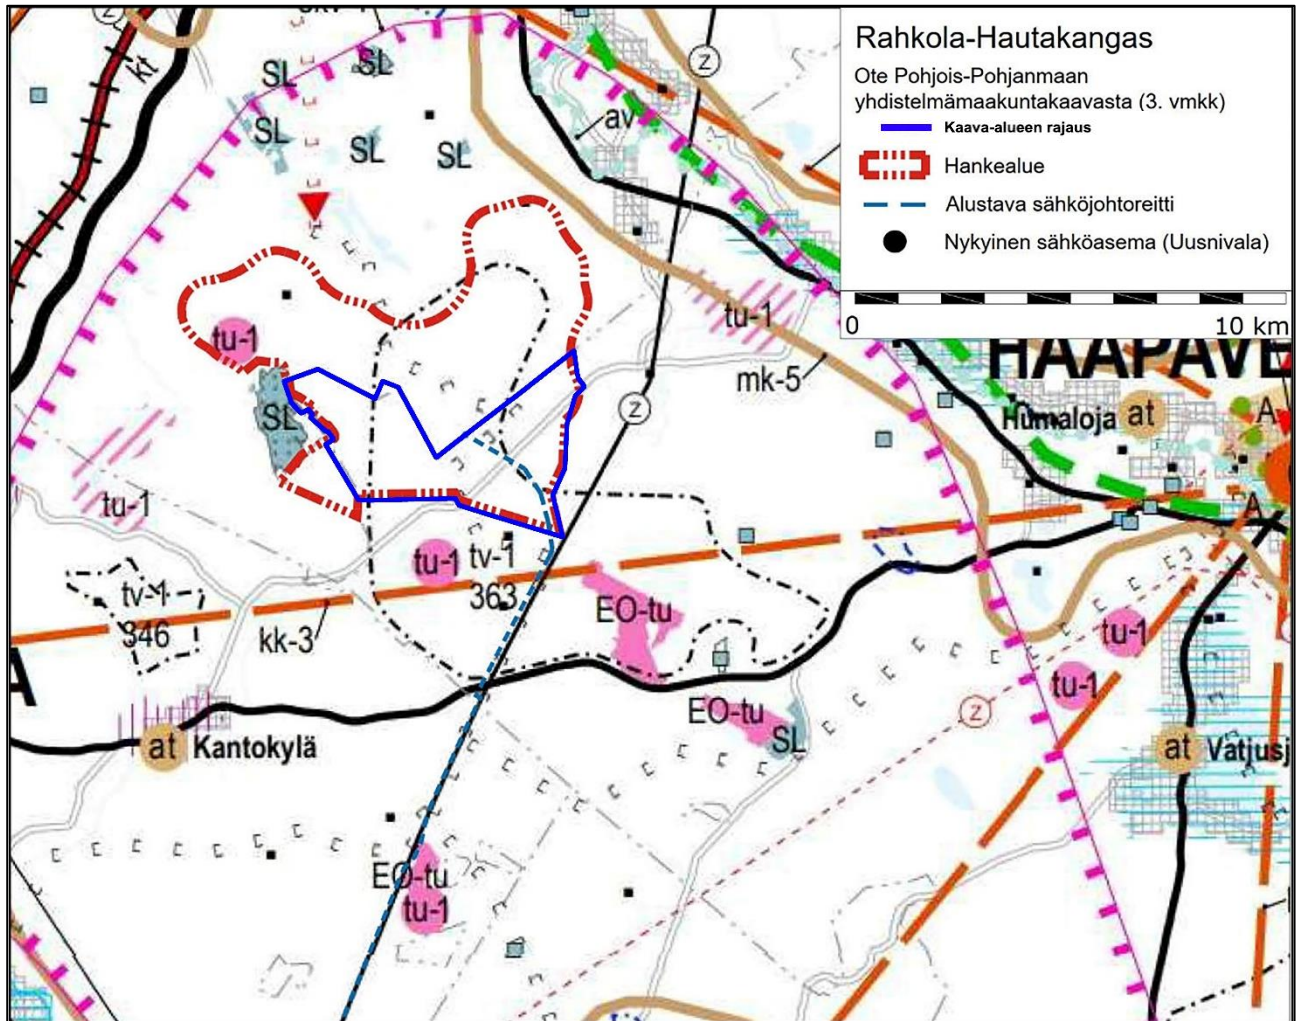 Rahkola-Hautakangas
Ote Pohjois-Pohjanmaan
yhdistelmämaakuntakaavasta (3. vmkk)
Kaava-alueen rajaus
Hankealue
Alustava sähköjohtoreitti
Nykyinen sähköasema (Uusnivala)
0 10 km
Z
kt
SL
SL
SL
SL
SL
av
Z
tu-1
tu-1
mk-5
HAAPAVE
Humaloja
at
A
Z
SL
tu-1
A
tu-1
tv-1
363
tv-1
346
kk-3
EO-tu
tu-1
tu-1
A
EO-tu
SL
Z
at
Kantokylä
at
Vatjusj
EO-tu
tu-1